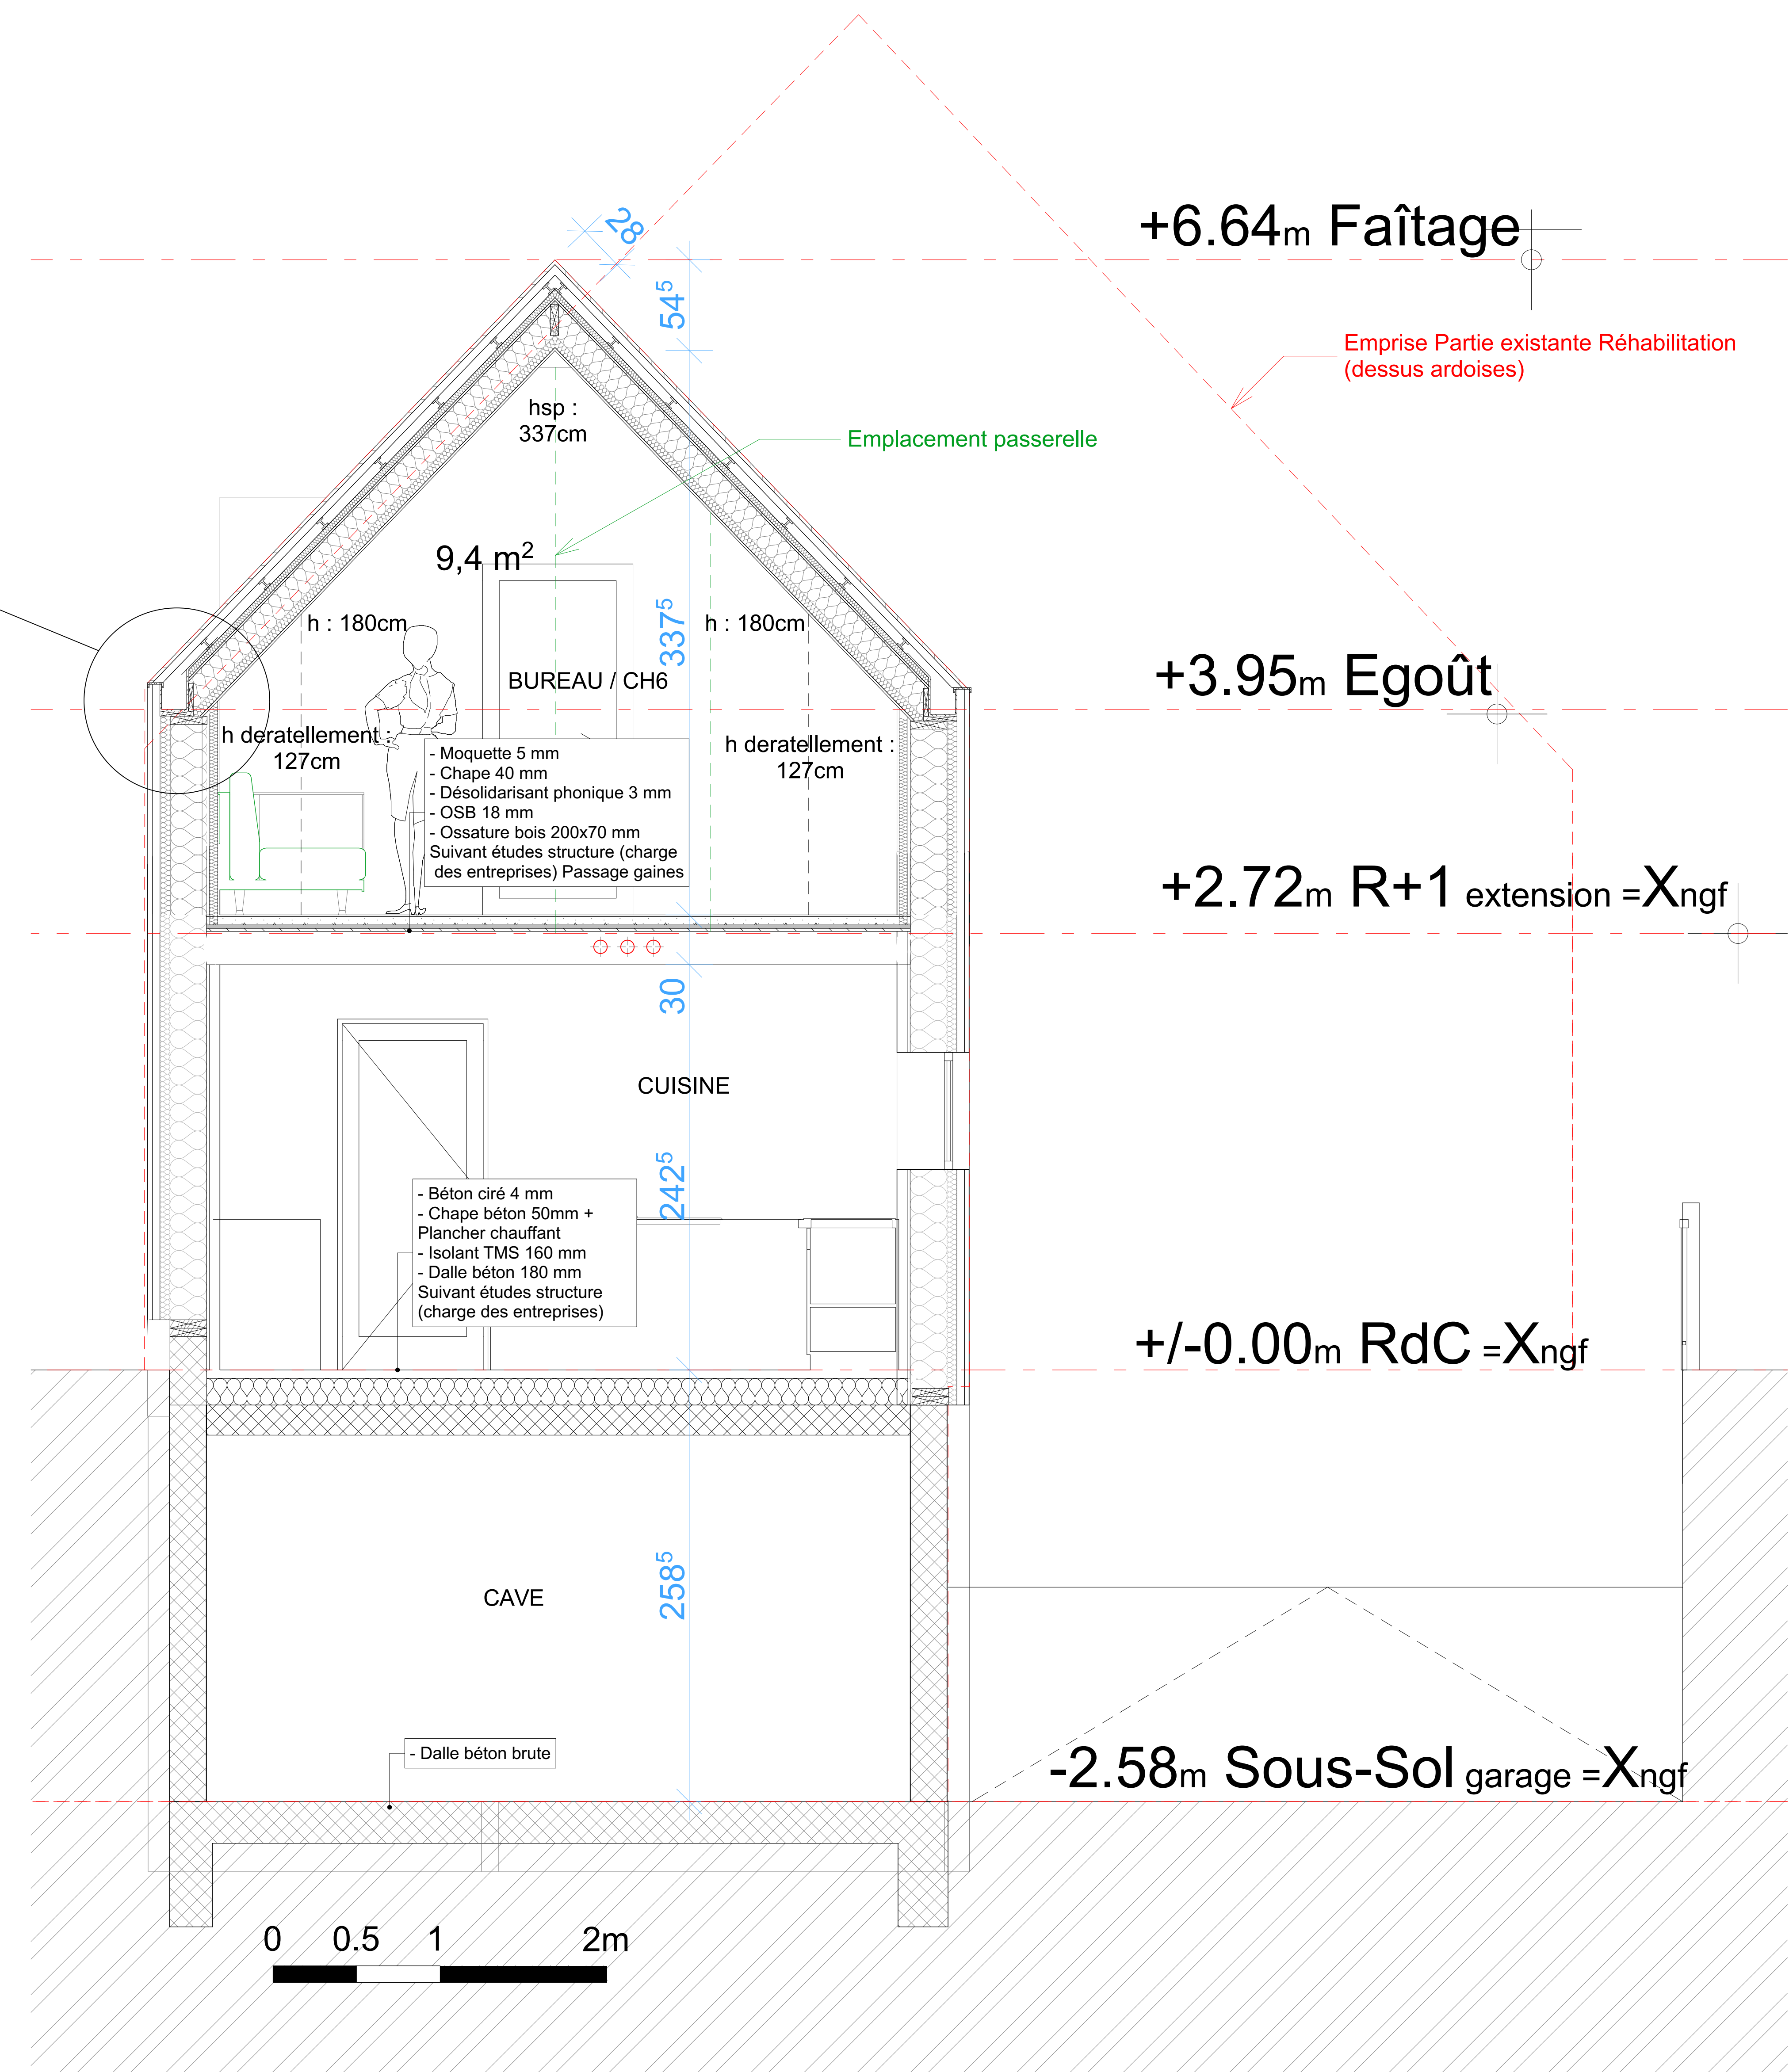 28
+6.64m Faîtage
54⁵
Emprise Partie existante Réhabilitation
(dessus ardoises)
hsp :
337cm
Emplacement passerelle
9,4 m²
h : 180cm
337⁵
h : 180cm
BUREAU / CH6
+3.95m Egoût
h deratellement :
127cm
h deratellement :
127cm
- Moquette 5 mm
- Chape 40 mm
- Désolidarisant phonique 3 mm
- OSB 18 mm
- Ossature bois 200x70 mm
Suivant études structure (charge
des entreprises) Passage gaines
+2.72m R+1 extension =Xngf
30
CUISINE
242⁵
- Béton ciré 4 mm
- Chape béton 50mm +
Plancher chauffant
- Isolant TMS 160 mm
- Dalle béton 180 mm
Suivant études structure
(charge des entreprises)
+/-0.00m RdC =Xngf
258⁵
CAVE
- Dalle béton brute
-2.58m Sous-Sol garage =Xngf
0 0.5 1 2m